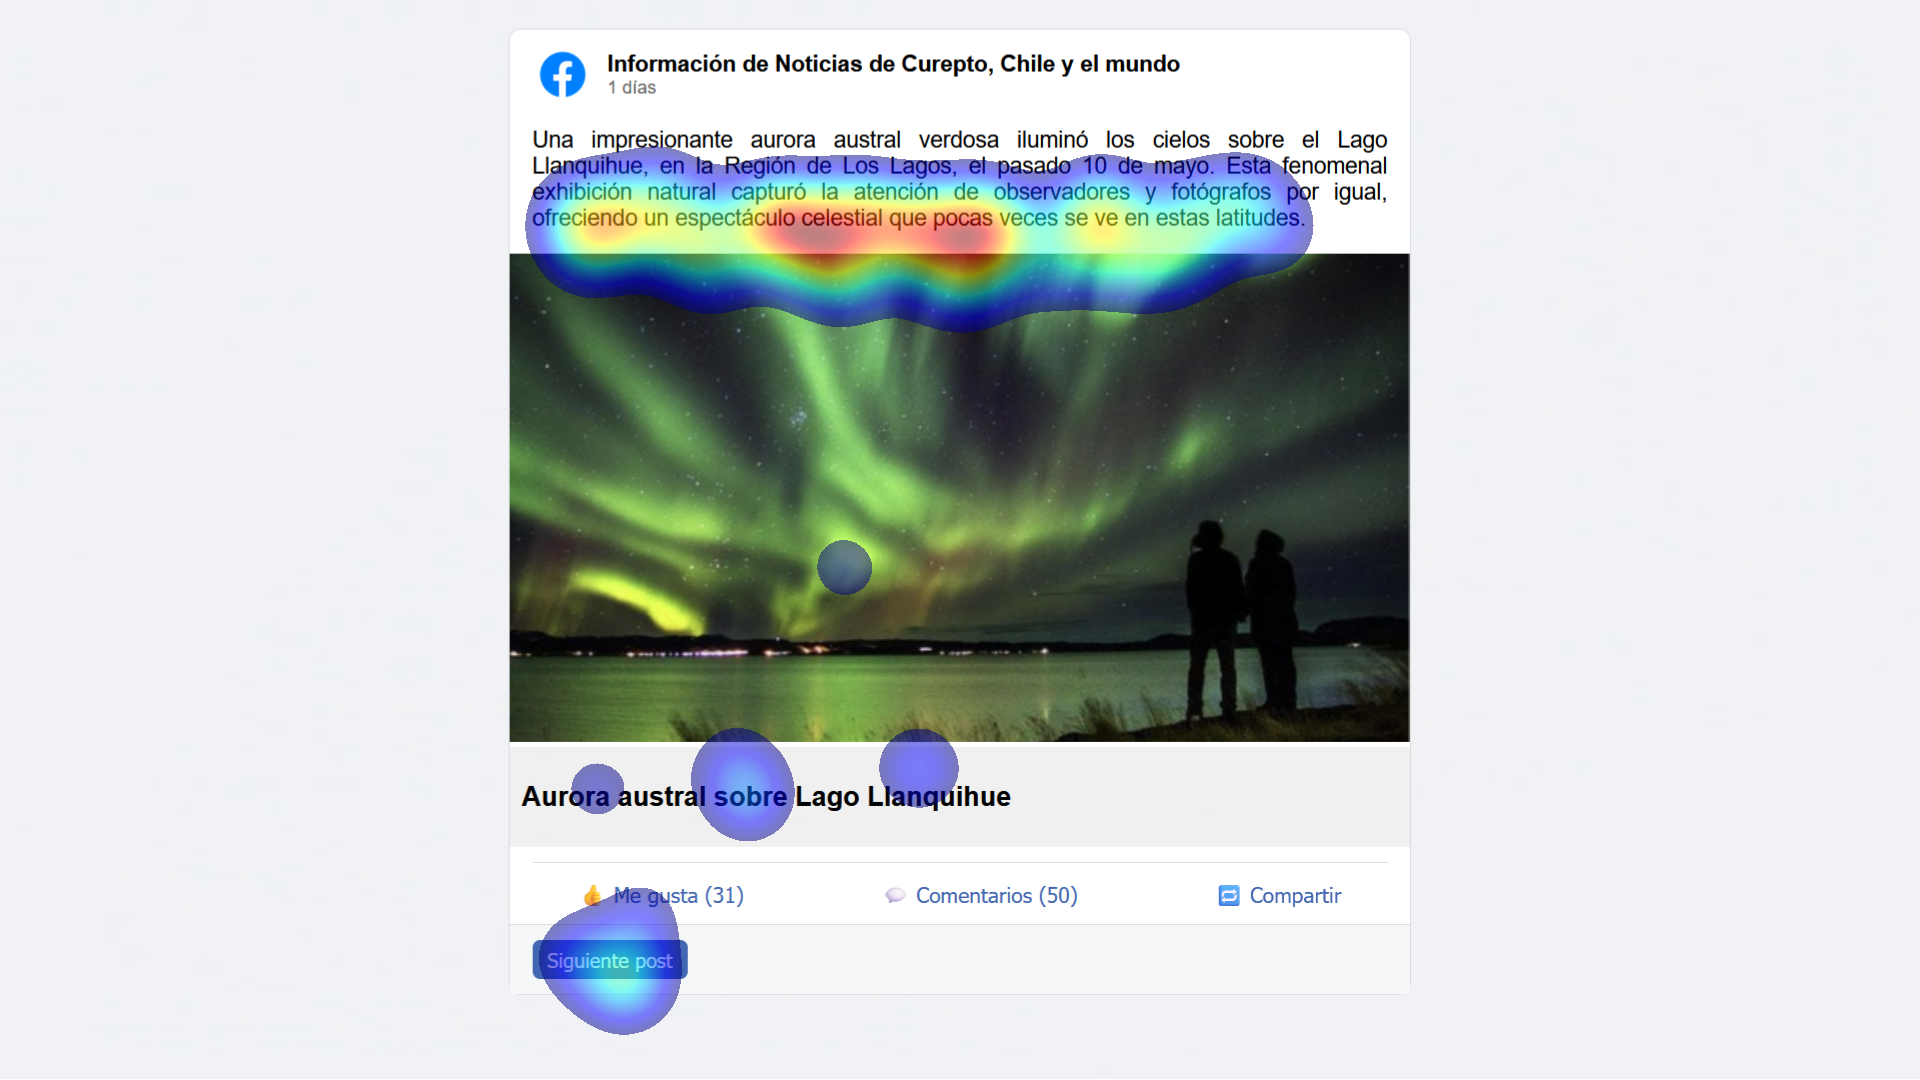 Información de Noticias de Curepto, Chile y el mundo
1 días
Una impresionante aurora austral verdosa iluminó los cielos sobre el Lago
Llanquihue, en la Región de Los Lagos, el pasado 10 de mayo. Esta fenomenal
exhibición natural capturó la atención de observadores y fotógrafos por igual,
ofreciendo un espectáculo celestial que pocas veces se ve en estas latitudes.
Aurora austral sobre Lago Llanquihue
Me gusta (31)
Comentarios (50)
Compartir
Siguiente post